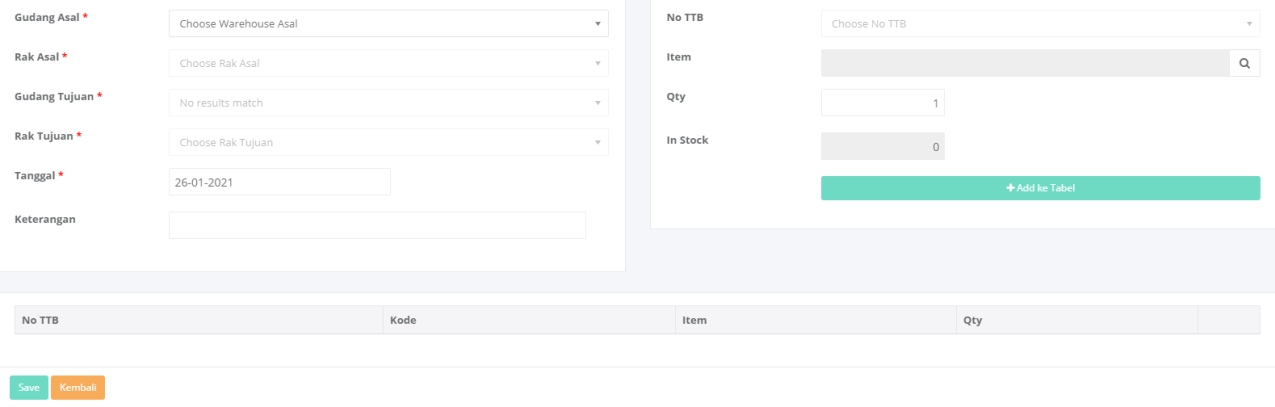 Gudang Asal *
Choose Warehouse Asal
Rak Asal *
Choose Rak Asal
Gudang Tujuan *
No results match
Rak Tujuan *
Choose Rak Tujuan
Tanggal *
26-01-2021
Keterangan
No TTB
Choose No TTB
Item
Qty
1
In Stock
0
+ Add ke Tabel
No TTB Kode Item Qty
Save Kembali